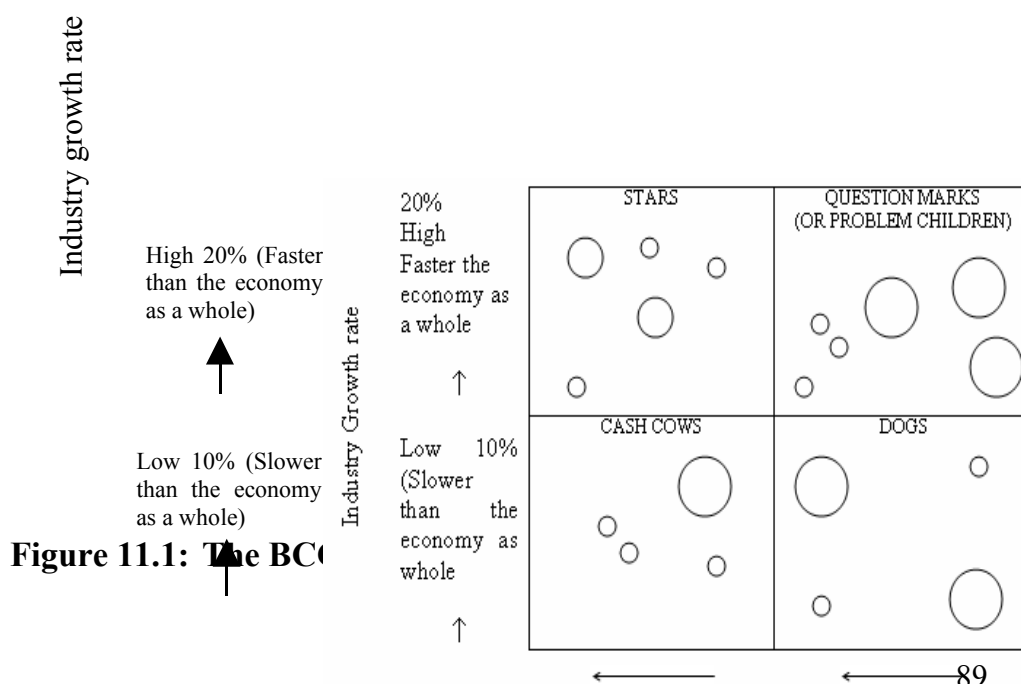 Industry growth rate
High 20% (Faster
than the economy
as a whole)
Low 10% (Slower
than the economy
as a whole)
Figure 11.1: The BCG
Industry Growth rate
20%
High
Faster the
economy as
a whole
Low 10%
(Slower
than the
economy as
whole
STARS
QUESTION MARKS
(OR PROBLEM CHILDREN)
CASH COWS
DOGS
89